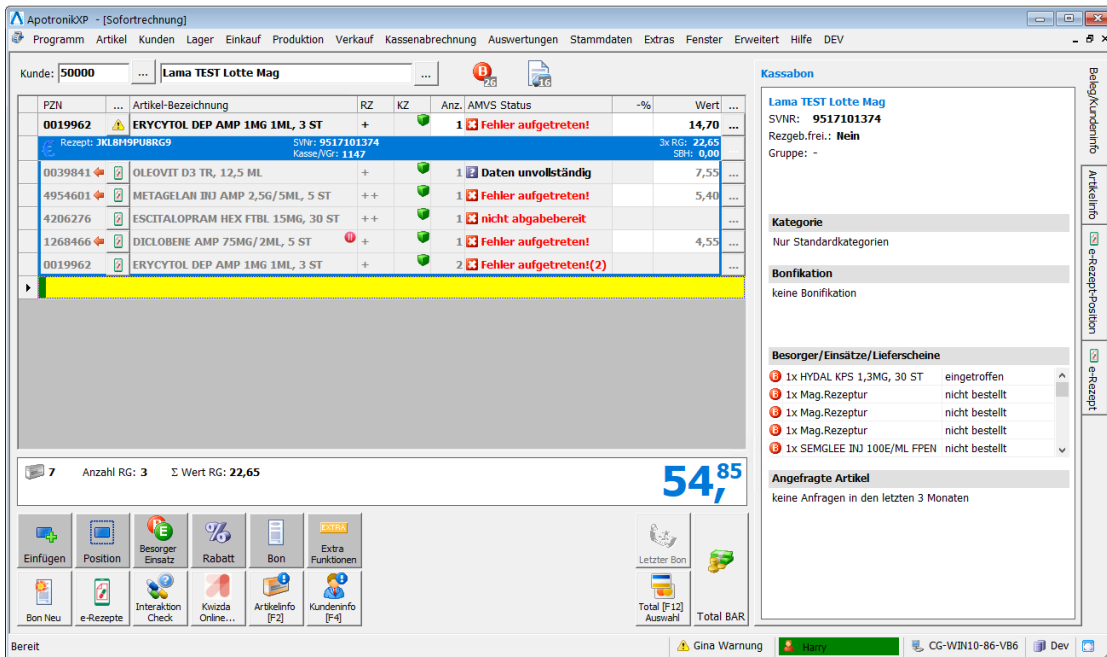 ApotronikXP - [Sofortrechnung]
Programm Artikel Kunden Lager Einkauf Produktion Verkauf Kassenabrechnung Auswertungen Stammdaten Extras Fenster Erweitert Hilfe DEV
Kunde: 50000 ... Lama TEST Lotte Mag ... B 26 16
PZN ... Artikel-Bezeichnung RZ KZ Anz. AMVS Status -% Wert ...
0019962 ERYCYTOL DEP AMP 1MG 1ML, 3 ST + 1 Fehler aufgetreten! 14,70 ...
Rezept: JKL8M9PU8RG9 SVNr: 9517101374 3x RG: 22,65
Kasse/VGr: 1147 SBH: 0,00
0039841 OLEOVIT D3 TR, 12,5 ML + 1 Daten unvollständig 7,55 ...
4954601 METAGELAN INJ AMP 2,5G/5ML, 5 ST ++ 1 Fehler aufgetreten! 5,40 ...
4206276 ESCITALOPRAM HEX FTBL 15MG, 30 ST ++ 1 nicht abgabebereit ...
1268466 DICLOBENE AMP 75MG/2ML, 5 ST + 1 Fehler aufgetreten! 4,55 ...
0019962 ERYCYTOL DEP AMP 1MG 1ML, 3 ST + 2 Fehler aufgetreten!(2) ...
7 Anzahl RG: 3 Σ Wert RG: 22,65 54,85
Einfügen
Position
Besorger
Einsatz
Rabatt
Bon
EXTRA
Extra
Funktionen
Letzter Bon
Bon Neu
e-Rezepte
Interaktion
Check
Kwizda
Online...
Artikelinfo
[F2]
Kundeninfo
[F4]
Total [F12]
Auswahl
Total BAR
Kassabon
Lama TEST Lotte Mag
SVNR: 9517101374
Rezgeb.frei.: Nein
Gruppe: -
Kategorie
Nur Standardkategorien
Bonfikation
keine Bonifikation
Besorger/Einsätze/Lieferscheine
B 1x HYDAL KPS 1,3MG, 30 ST eingetroffen
B 1x Mag.Rezeptur nicht bestellt
B 1x Mag.Rezeptur nicht bestellt
B 1x Mag.Rezeptur nicht bestellt
B 1x SEMGLEE INJ 100E/ML FPEN nicht bestellt
Angefragte Artikel
keine Anfragen in den letzten 3 Monaten
Beleg/Kundeninfo
Artikelinfo
e-Rezept-Position
e-Rezept
Bereit Gina Warnung Harry CG-WIN10-86-VB6 Dev